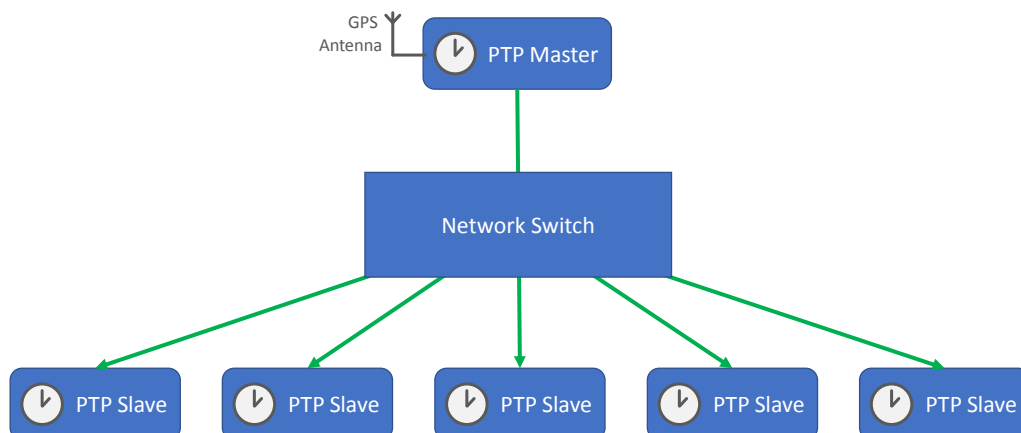 GPS
Antenna
PTP Master
Network Switch
PTP Slave
PTP Slave
PTP Slave
PTP Slave
PTP Slave